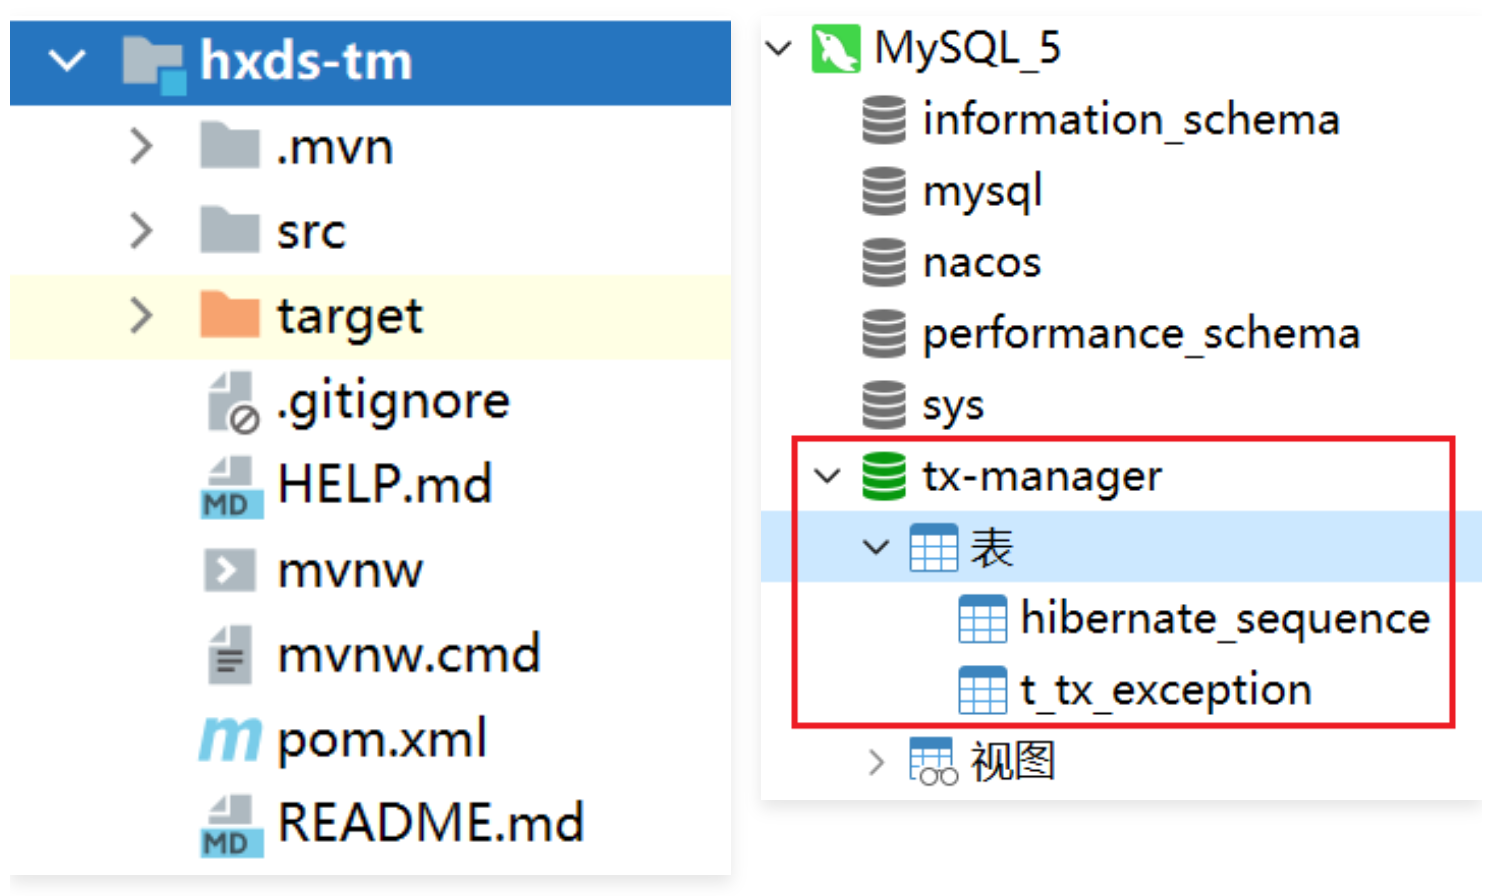 hxds-tm
.mvn
src
target
.gitignore
MD HELP.md
mvnw
mvnw.cmd
m pom.xml
MD README.md
MySQL_5
information_schema
mysql
nacos
performance_schema
sys
tx-manager
表
hibernate_sequence
t_tx_exception
视图